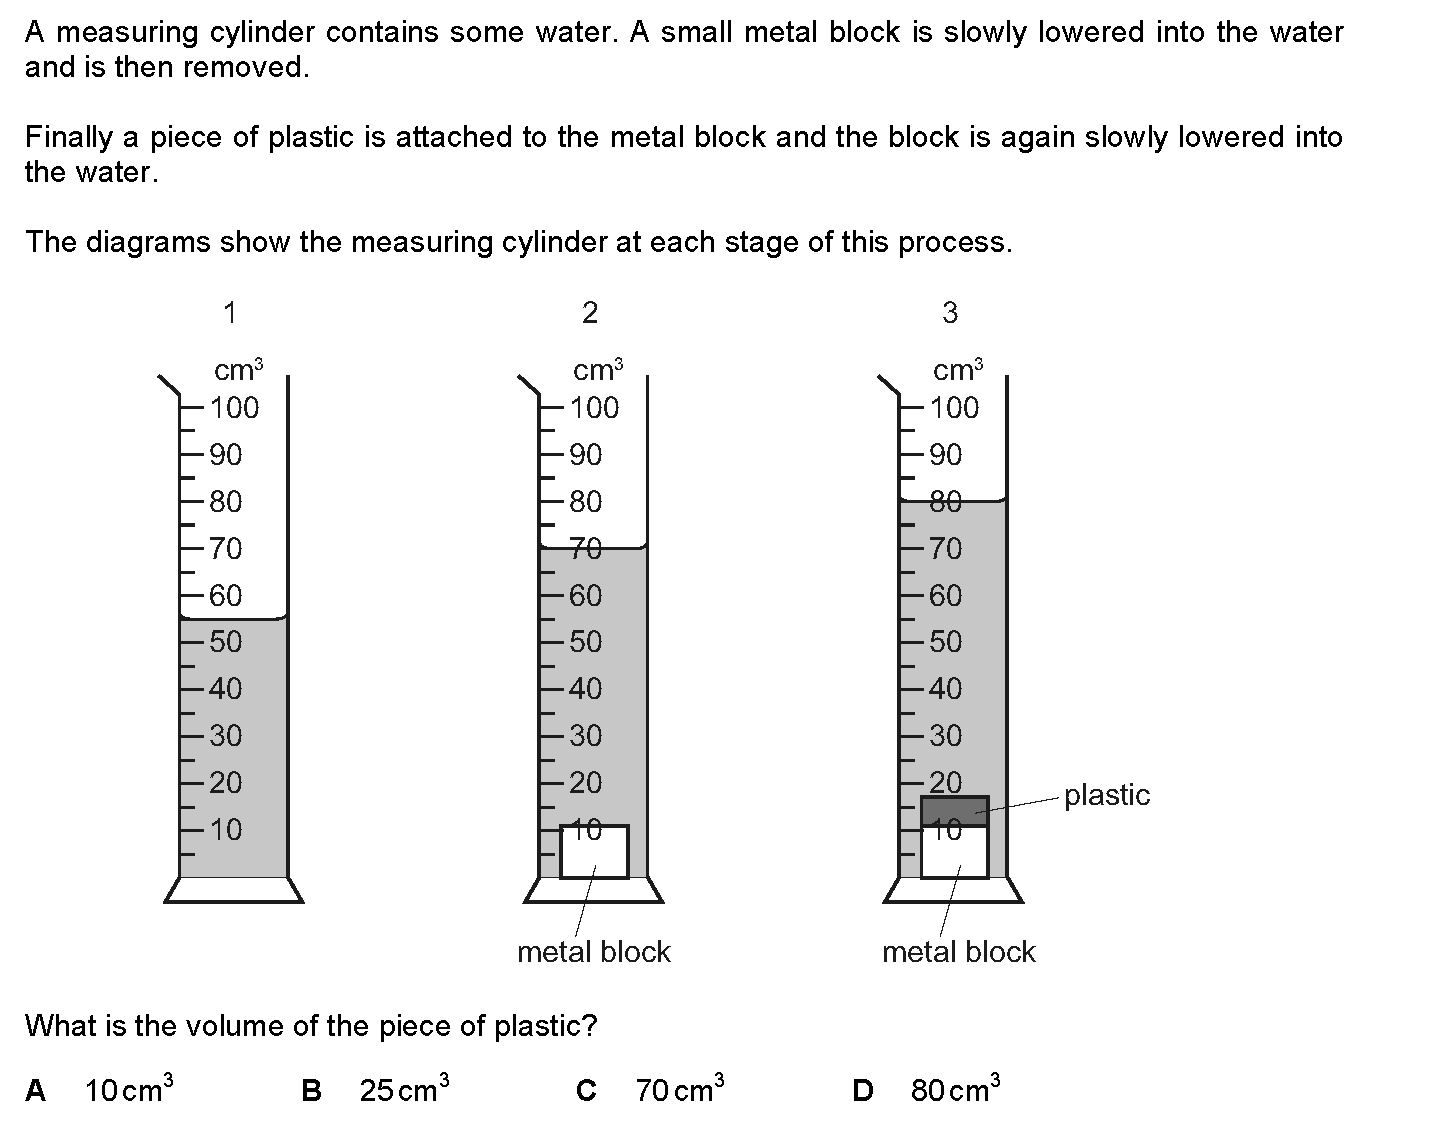 A measuring cylinder contains some water. A small metal block is slowly lowered into the water
and is then removed.
Finally a piece of plastic is attached to the metal block and the block is again slowly lowered into
the water.
The diagrams show the measuring cylinder at each stage of this process.
1
cm³
100
90
80
70
60
50
40
30
20
10
2
cm³
100
90
80
70
60
50
40
30
20
10
metal block
3
cm³
100
90
80
70
60
50
40
30
20
10
plastic
metal block
What is the volume of the piece of plastic?
A 10 cm³ B 25 cm³ C 70 cm³ D 80 cm³